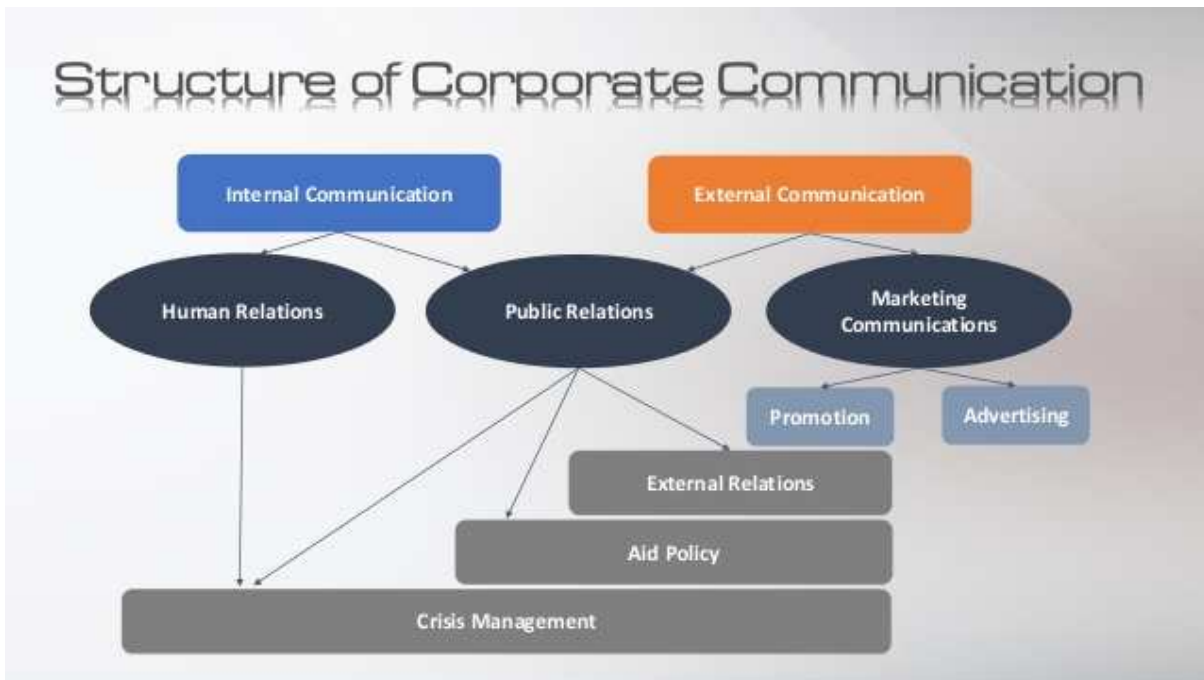 Structure of Corporate Communication
Internal Communication
External Communication
Human Relations
Public Relations
Marketing
Communications
Promotion
Advertising
External Relations
Aid Policy
Crisis Management